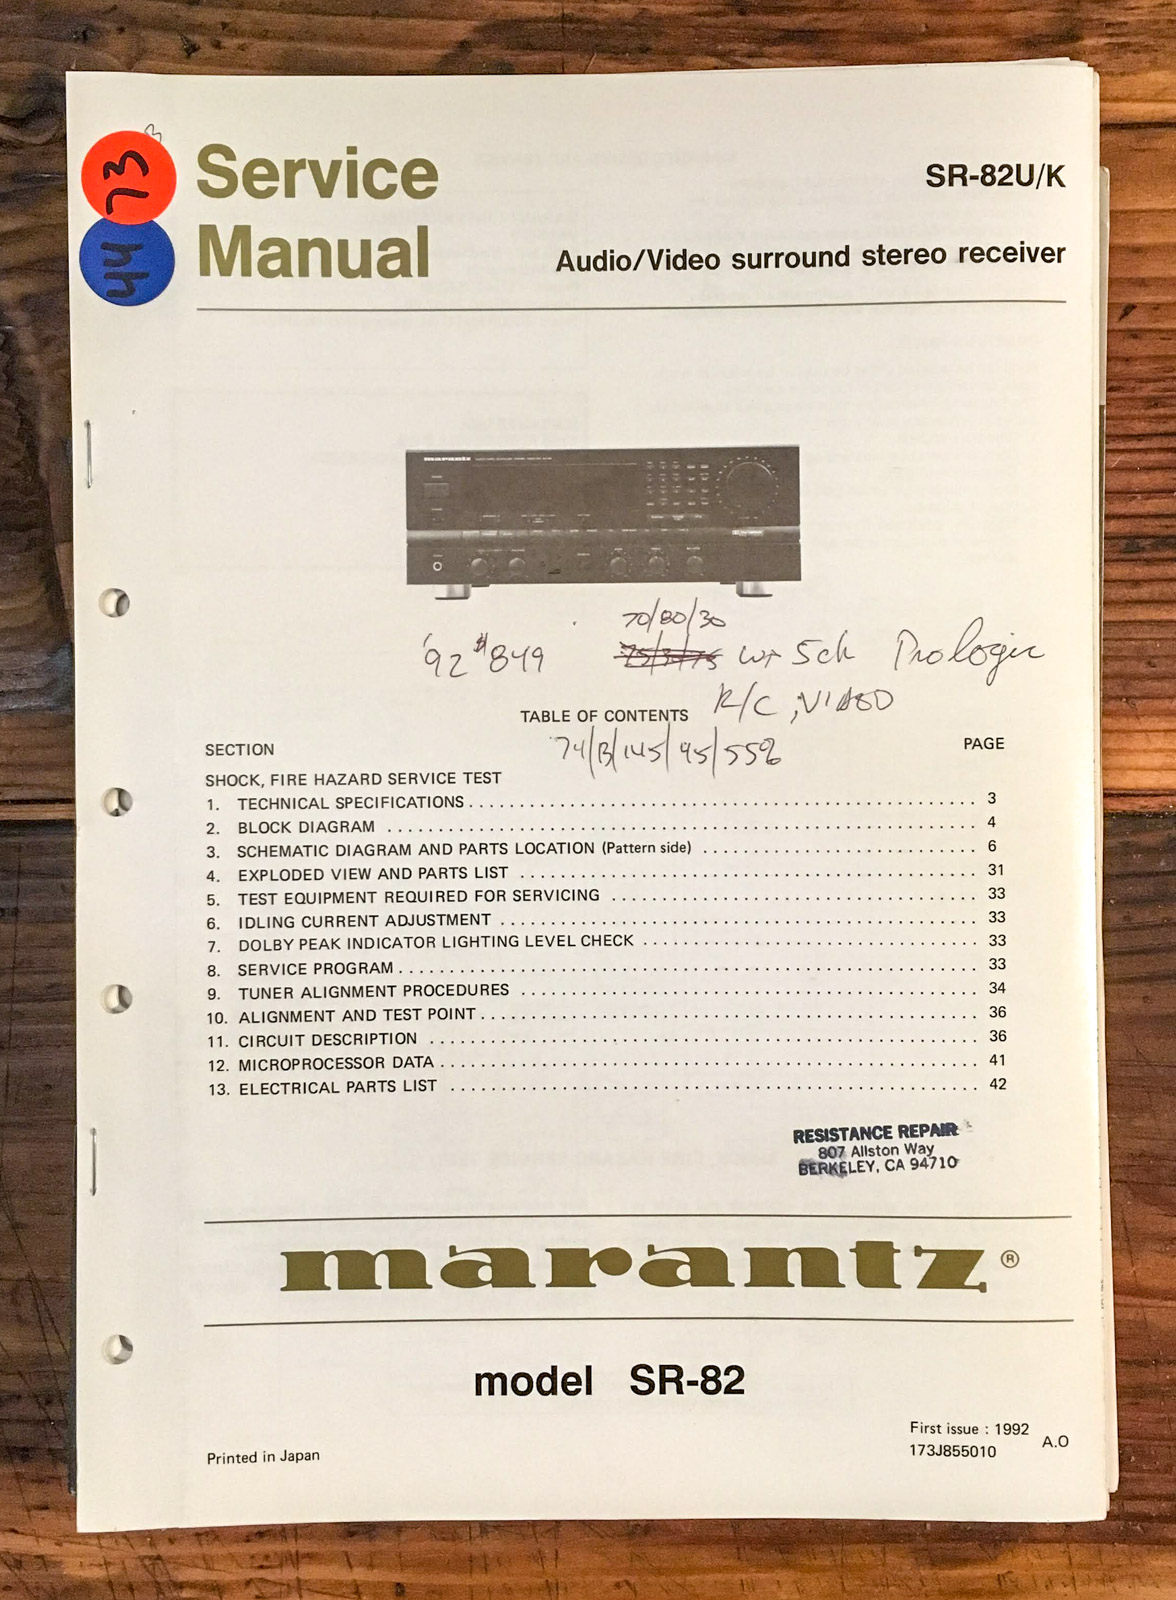 73
44
Service
Manual
SR-82U/K
Audio/Video surround stereo receiver
marantz
70/80/30
'92 $849 wx 5ch Prologic
R/C, VIDEO
TABLE OF CONTENTS
74/B/145/95/55%
SECTION PAGE
SHOCK, FIRE HAZARD SERVICE TEST
1. TECHNICAL SPECIFICATIONS . . . . . . . . . . 3
2. BLOCK DIAGRAM . . . . . . . . . . 4
3. SCHEMATIC DIAGRAM AND PARTS LOCATION (Pattern side) . . . . . . . . . . 6
4. EXPLODED VIEW AND PARTS LIST . . . . . . . . . . 31
5. TEST EQUIPMENT REQUIRED FOR SERVICING . . . . . . . . . . 33
6. IDLING CURRENT ADJUSTMENT . . . . . . . . . . 33
7. DOLBY PEAK INDICATOR LIGHTING LEVEL CHECK . . . . . . . . . . 33
8. SERVICE PROGRAM . . . . . . . . . . 33
9. TUNER ALIGNMENT PROCEDURES . . . . . . . . . . 34
10. ALIGNMENT AND TEST POINT . . . . . . . . . . 36
11. CIRCUIT DESCRIPTION . . . . . . . . . . 36
12. MICROPROCESSOR DATA . . . . . . . . . . 41
13. ELECTRICAL PARTS LIST . . . . . . . . . . 42
RESISTANCE REPAIR
807 Allston Way
BERKELEY, CA 94710
marantz®
model SR-82
First issue : 1992
173J855010 A.O
Printed in Japan